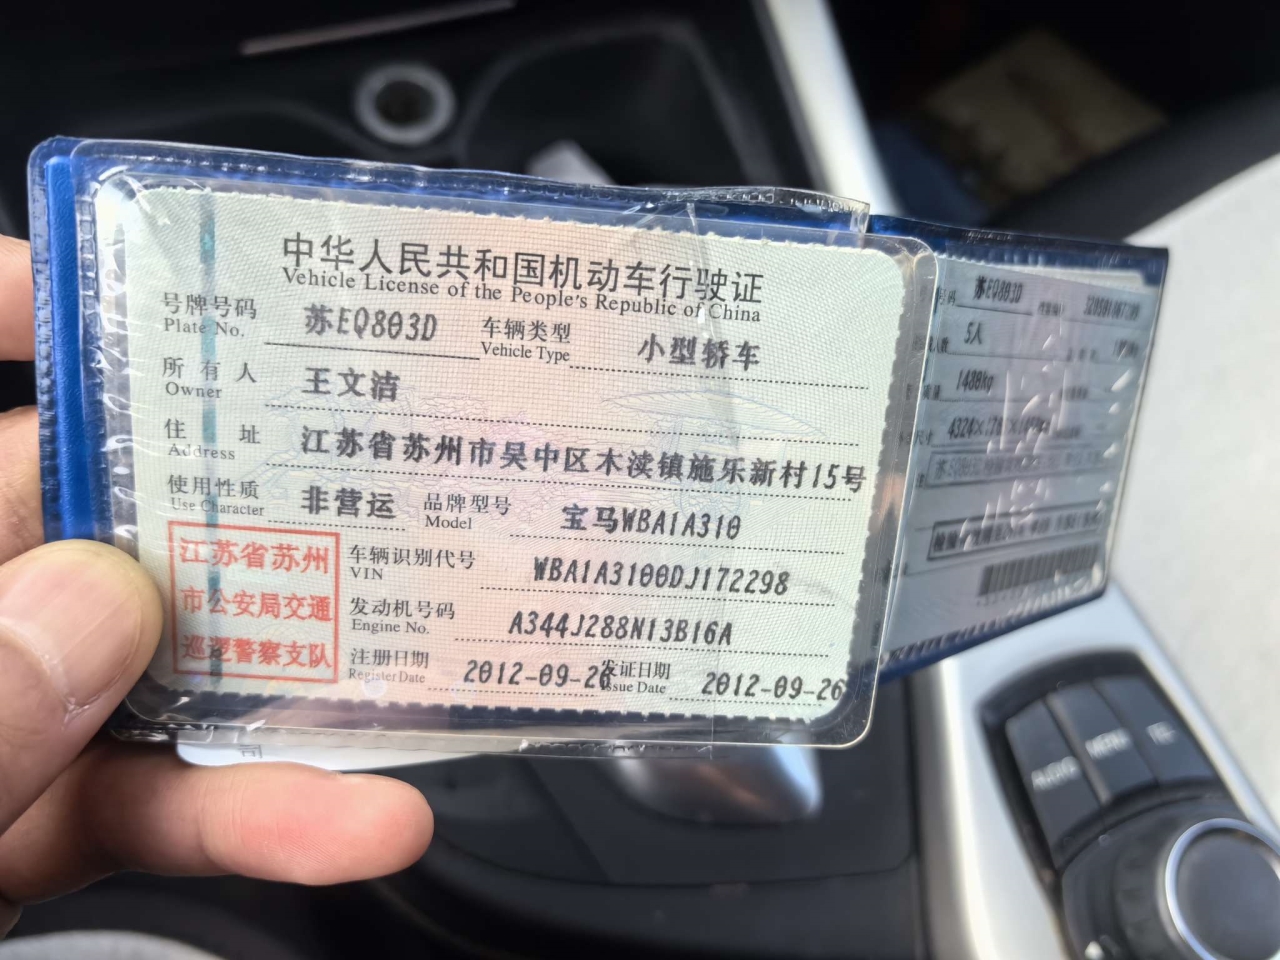 中华人民共和国机动车行驶证
Vehicle License of the People's Republic of China
号牌号码 苏EQ803D 车辆类型 小型轿车
Plate No. Vehicle Type
所有人 王文洁
Owner
住址 江苏省苏州市吴中区木渎镇施乐新村15号
Address
使用性质 非营运 品牌型号 宝马WBA1A310
Use Character Model
江苏省苏州
市公安局交通
巡逻警察支队
车辆识别代号 WBA1A3100DJ172298
VIN
发动机号码 A344J288N13B16A
Engine No.
注册日期 2012-09-26 发证日期 2012-09-26
Register Date Issue Date
苏EQ803D
5人
司
AUDIO
MENU
TEL